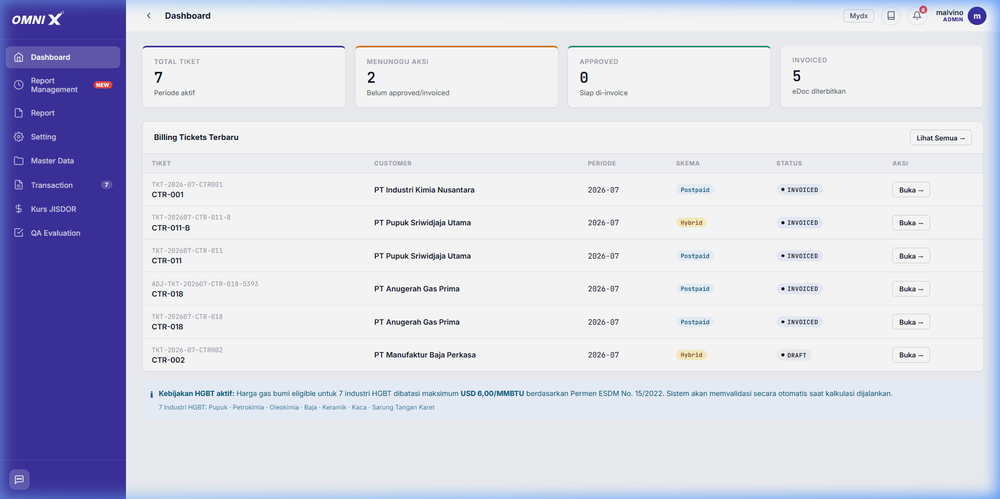 OMNI X
Dashboard
Mydx
6
malvino
ADMIN
m
Dashboard
Report Management
NEW
Report
Setting
Master Data
Transaction
7
Kurs JISDOR
QA Evaluation
TOTAL TIKET
7
Periode aktif
MENUNGGU AKSI
2
Belum approved/invoiced
APPROVED
0
Siap di-invoice
INVOICED
5
eDoc diterbitkan
Billing Tickets Terbaru
Lihat Semua →
TIKET CUSTOMER PERIODE SKEMA STATUS AKSI
TKT-2026-07-CTR001
CTR-001 PT Industri Kimia Nusantara 2026-07 Postpaid INVOICED Buka →
TKT-202607-CTR-011-B
CTR-011-B PT Pupuk Sriwidjaja Utama 2026-07 Hybrid INVOICED Buka →
TKT-202607-CTR-011
CTR-011 PT Pupuk Sriwidjaja Utama 2026-07 Postpaid INVOICED Buka →
ADJ-TKT-202607-CTR-018-5393
CTR-018 PT Anugerah Gas Prima 2026-07 Postpaid INVOICED Buka →
TKT-202607-CTR-018
CTR-018 PT Anugerah Gas Prima 2026-07 Postpaid INVOICED Buka →
TKT-2026-07-CTR002
CTR-002 PT Manufaktur Baja Perkasa 2026-07 Hybrid DRAFT Buka →
Kebijakan HGBT aktif: Harga gas bumi eligible untuk 7 industri HGBT dibatasi maksimum USD 6,00/MMBTU berdasarkan Permen ESDM No. 15/2022. Sistem akan memvalidasi secara otomatis saat kalkulasi dijalankan.
7 Industri HGBT: Pupuk · Petrokimia · Oleokimia · Baja · Keramik · Kaca · Sarung Tangan Karet